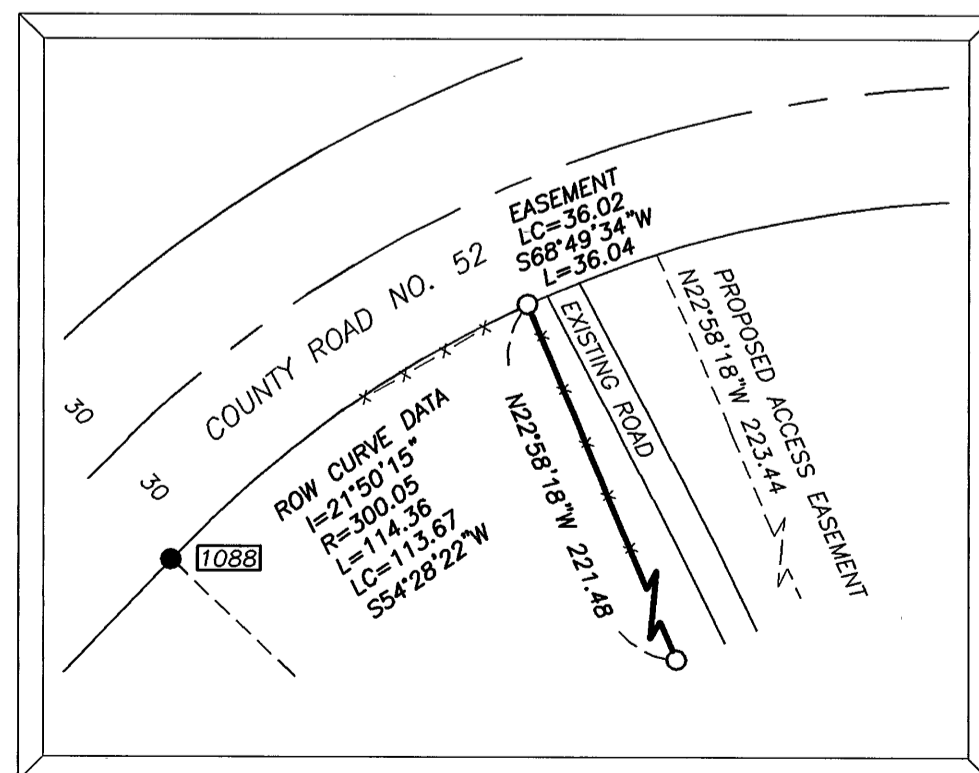 EASEMENT
LC=36.02
S68°49'34"W
L=36.04
COUNTY ROAD NO. 52
EXISTING ROAD
PROPOSED ACCESS EASEMENT
N22°58'18"W 223.44
30
30
ROW CURVE DATA
I=21°50'15"
R=300.05
L=114.36
LC=113.67
S54°28'22"W
N22°58'18"W 221.48
1088